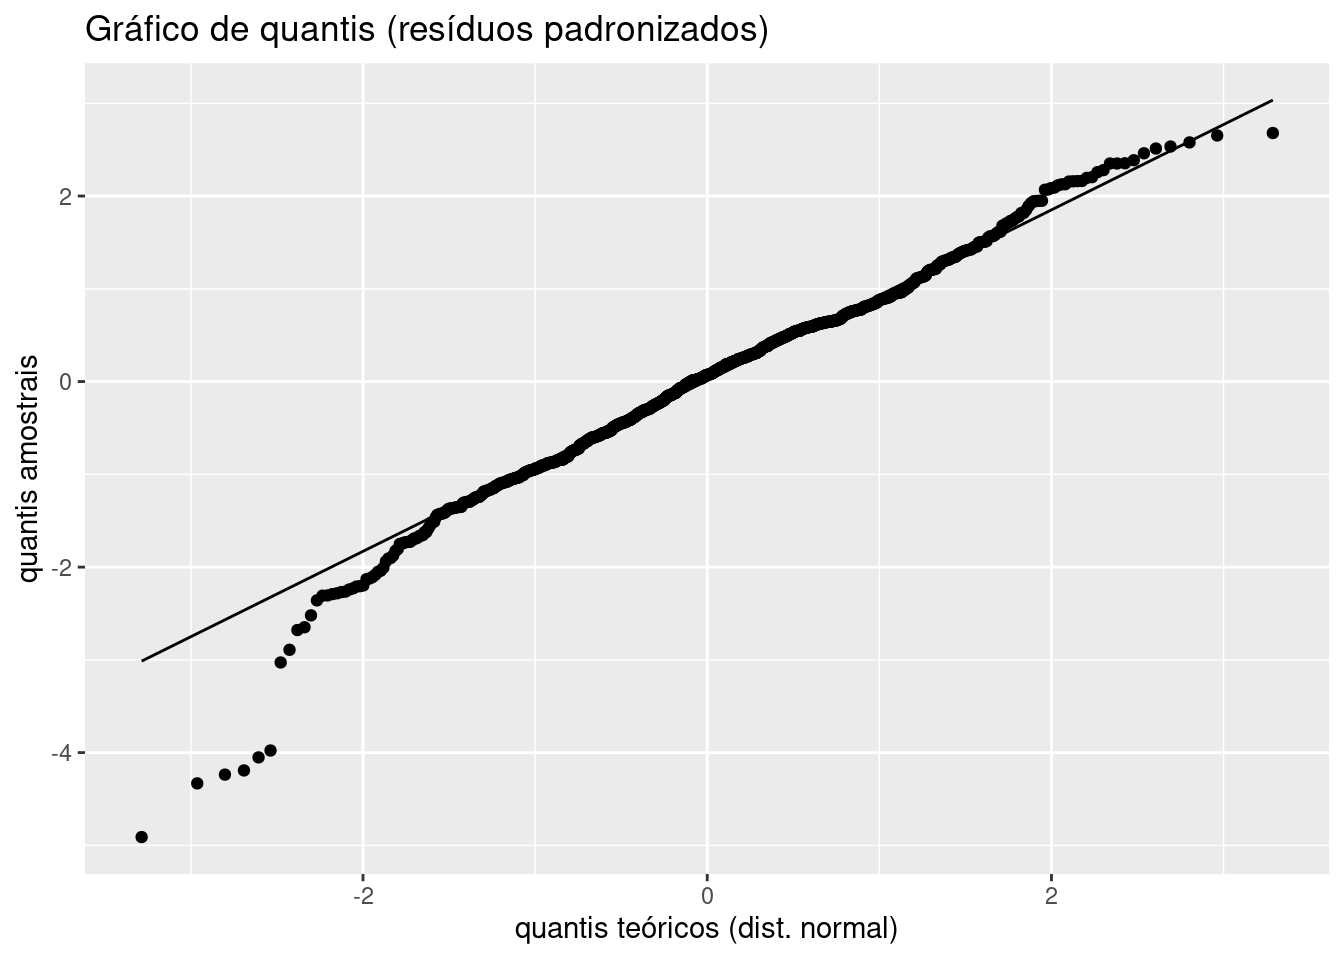 Gráfico de quantis (resíduos padronizados)
quantis amostrais
2
0
-2
-4
-2
0
2
quantis teóricos (dist. normal)